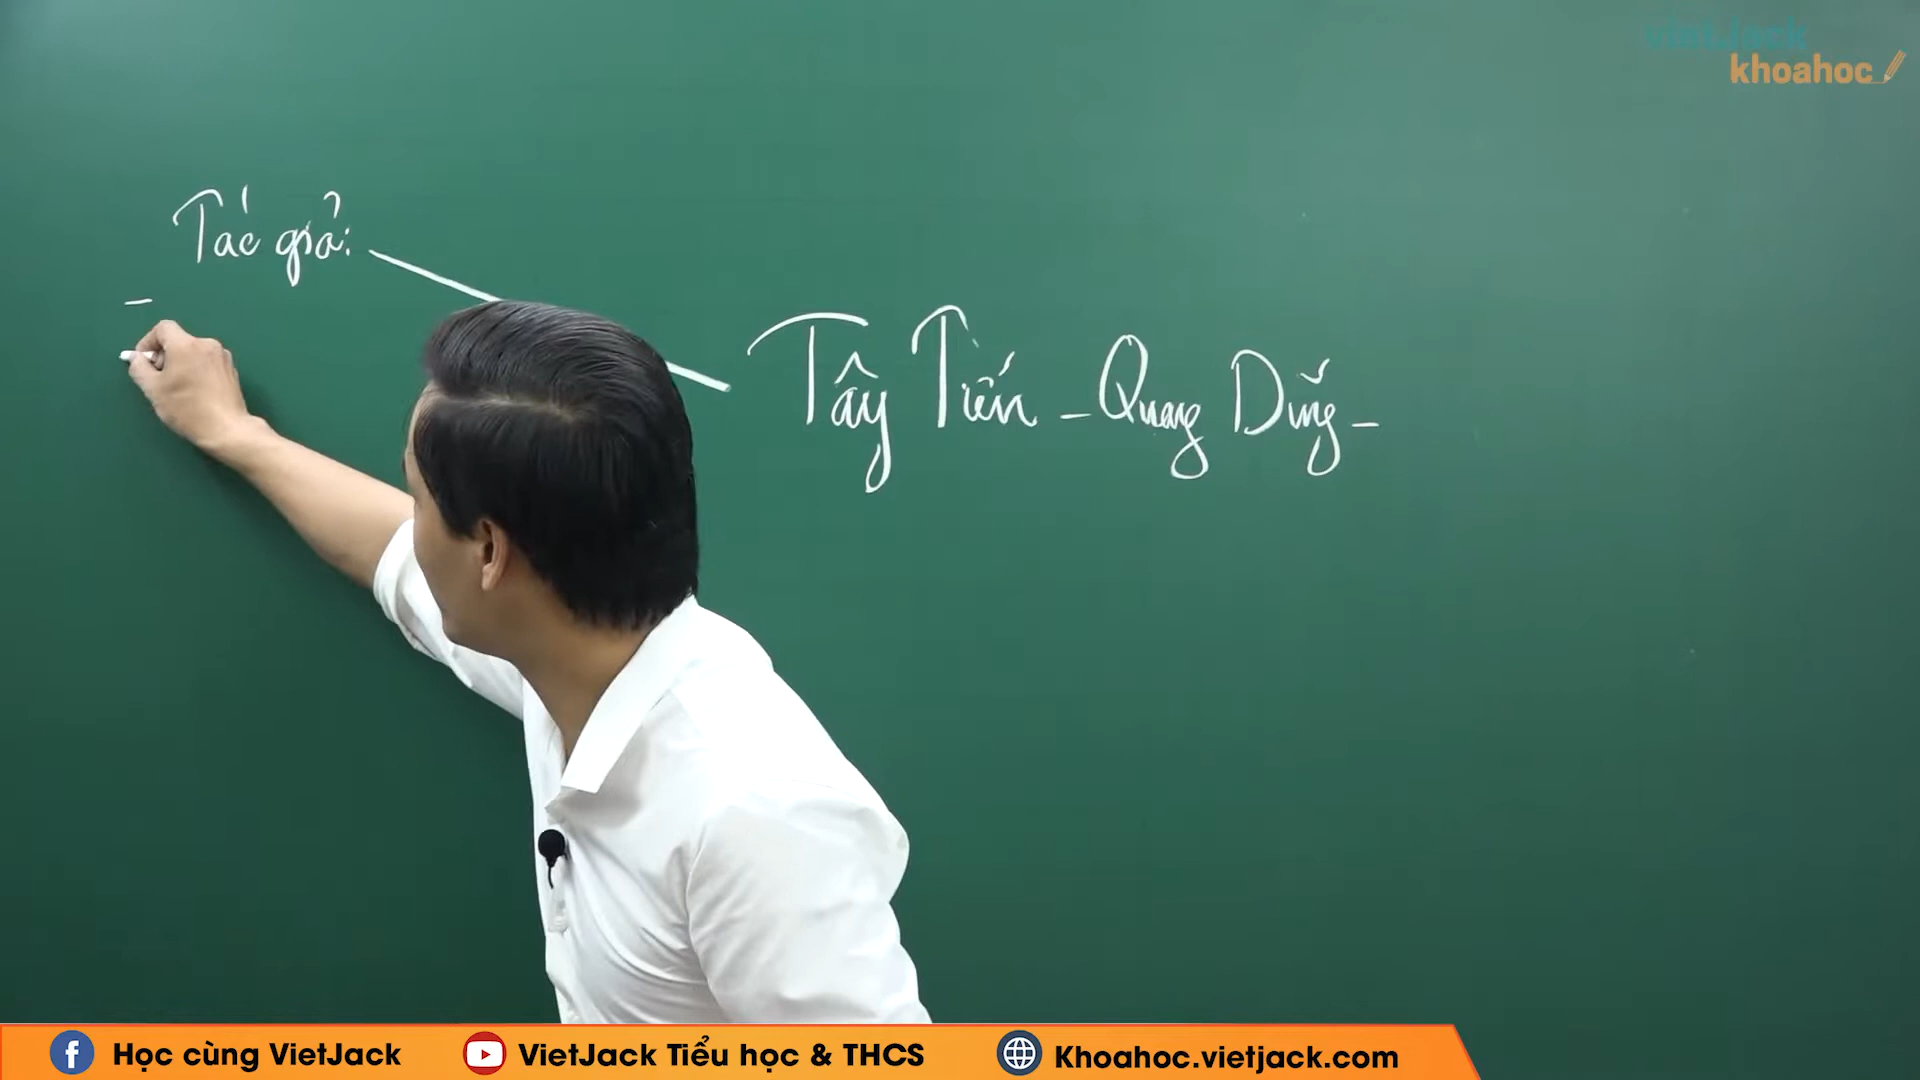 vietJack
khoahoc
Tác giả:
-
Tây Tiến - Quang Dũng -
Học cùng VietJack
VietJack Tiểu học & THCS
Khoahoc.vietjack.com